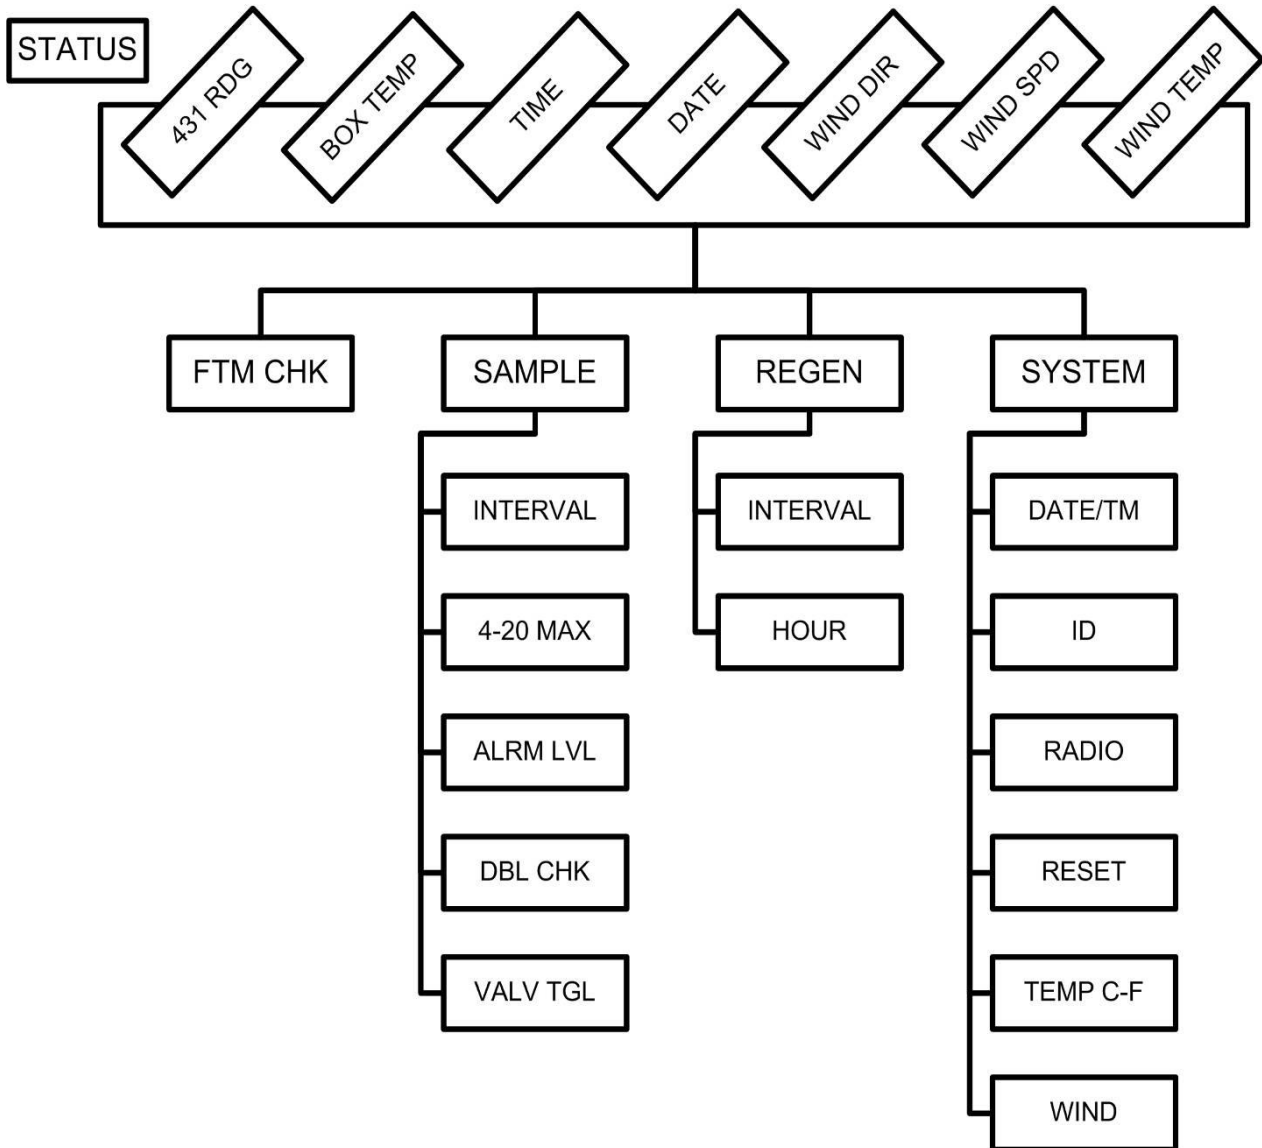 STATUS
431 RDG
BOX TEMP
TIME
DATE
WIND DIR
WIND SPD
WIND TEMP
FTM CHK
SAMPLE
REGEN
SYSTEM
INTERVAL
4-20 MAX
ALRM LVL
DBL CHK
VALV TGL
INTERVAL
HOUR
DATE/TM
ID
RADIO
RESET
TEMP C-F
WIND